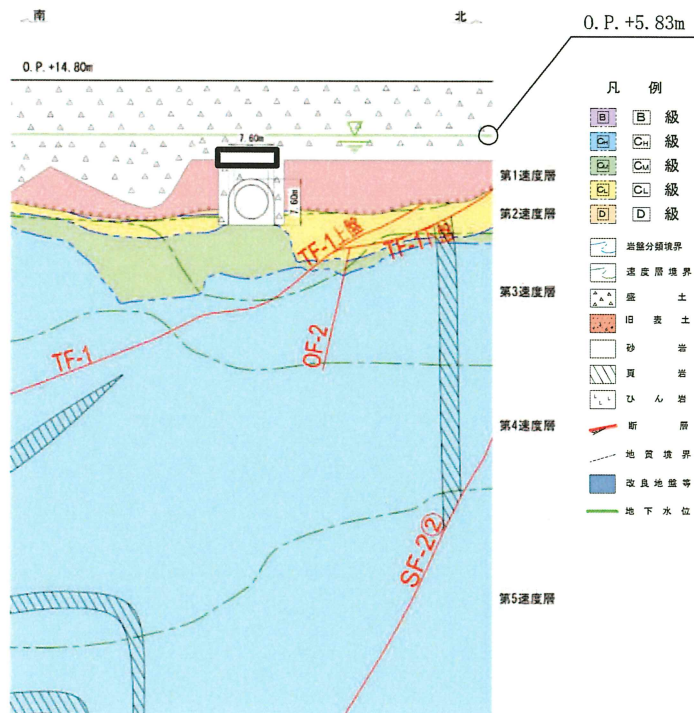 南
北
O.P.+5.83m
O.P.+14.80m
7.60m
7.60m
第1速度層
第2速度層
第3速度層
第4速度層
第5速度層
TF-1上盤
TF-1下盤
TF-1
OF-2
SF-2②
凡 例
B B 級
CH CH 級
CM CM 級
CL CL 級
D D 級
岩盤分類境界
速度層境界
盛 土
旧 表 土
砂 岩
頁 岩
ひ ん 岩
断 層
地 質 境 界
改 良 地 盤 等
地 下 水 位